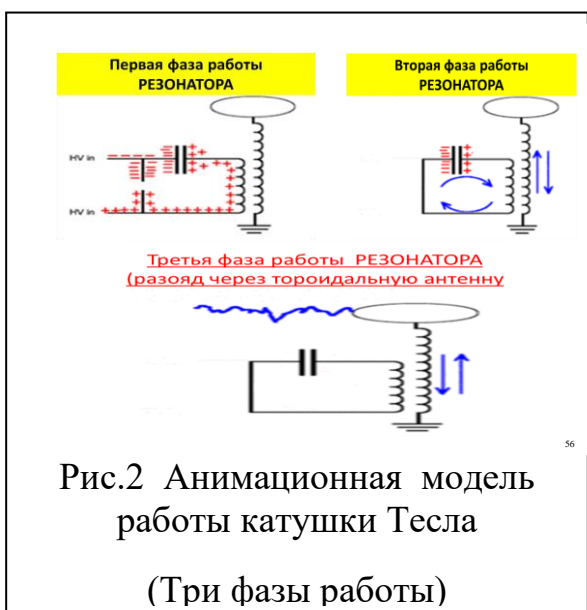 Первая фаза работы
РЕЗОНАТОРА
Вторая фаза работы
РЕЗОНАТОРА
HV in
HV in
Третья фаза работы РЕЗОНАТОРА
(разояд через тороидальную антенну
56
Рис.2 Анимационная модель
работы катушки Тесла
(Три фазы работы)